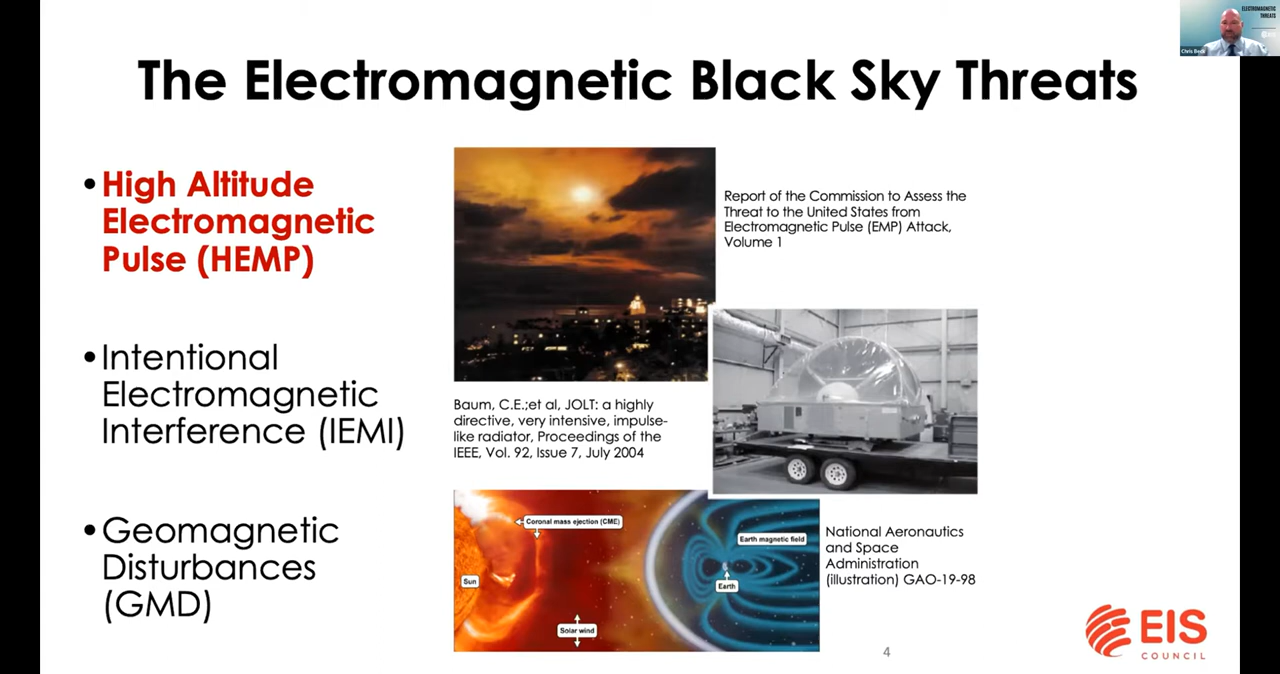 ELECTROMAGNETIC
THREATS
Chris Beck
The Electromagnetic Black Sky Threats
•High Altitude
Electromagnetic
Pulse (HEMP)
Report of the Commission to Assess the
Threat to the United States from
Electromagnetic Pulse (EMP) Attack,
Volume 1
•Intentional
Electromagnetic
Interference (IEMI)
Baum, C.E.;et al, JOLT: a highly
directive, very intensive, impulse-
like radiator, Proceedings of the
IEEE, Vol. 92, Issue 7, July 2004
•Geomagnetic
Disturbances
(GMD)
Coronal mass ejection (CME)
Earth magnetic field
Sun
Earth
Solar wind
National Aeronautics
and Space
Administration
(illustration) GAO-19-98
4
EIS
COUNCIL